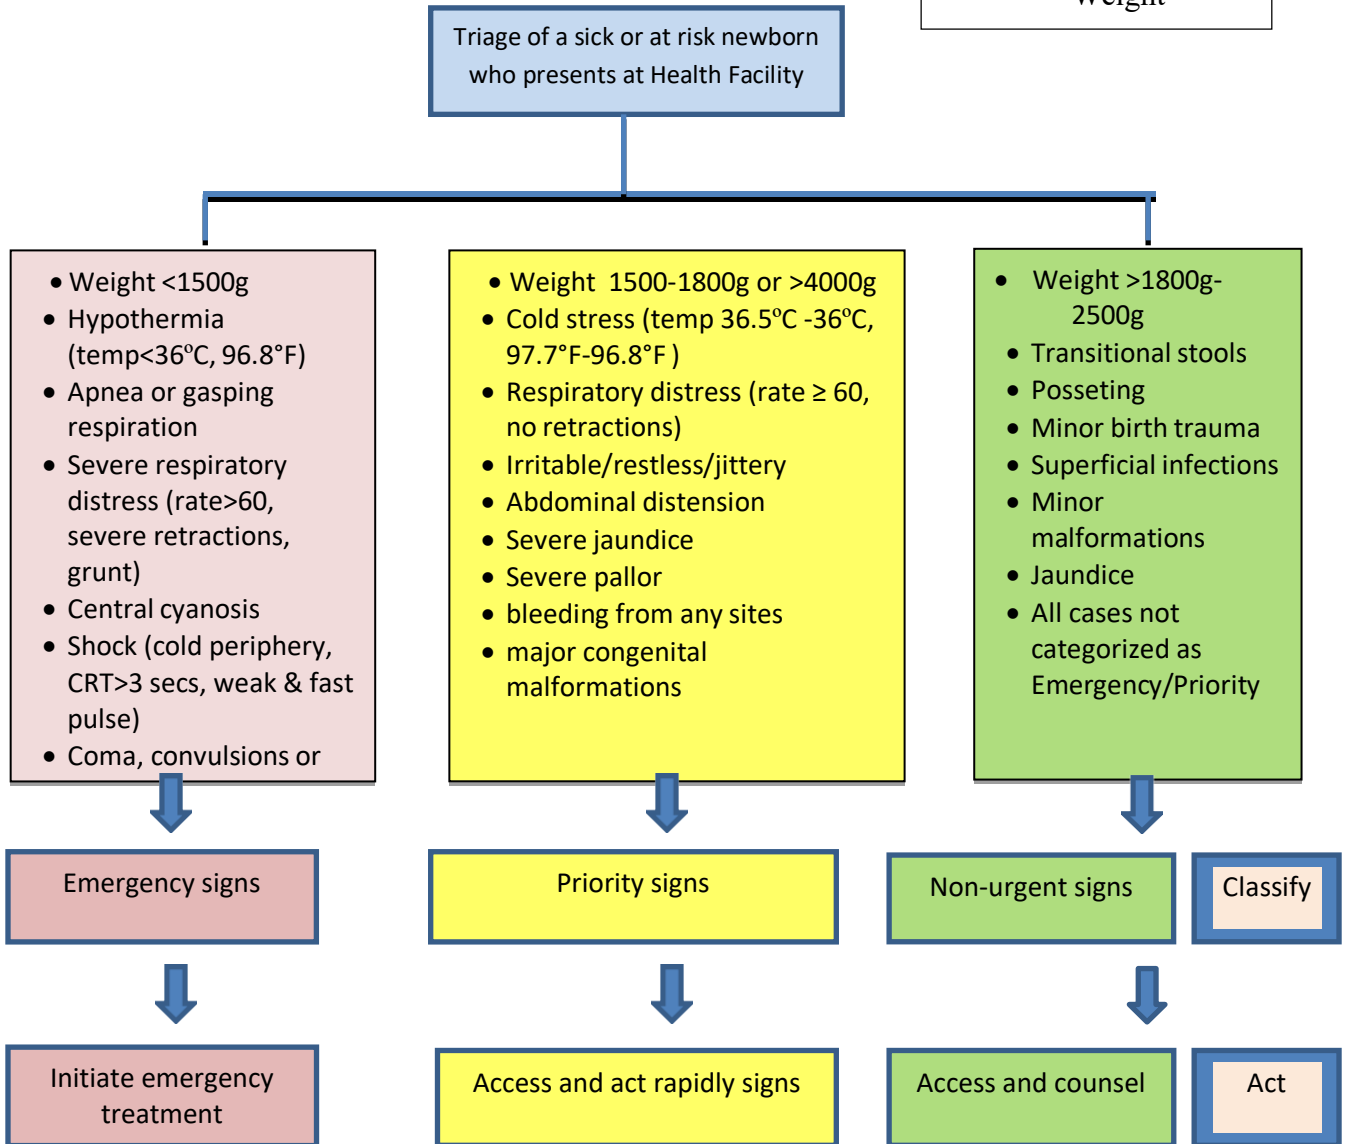 Weight
Triage of a sick or at risk newborn
who presents at Health Facility
• Weight <1500g
• Hypothermia
(temp<36°C, 96.8°F)
• Apnea or gasping
respiration
• Severe respiratory
distress (rate>60,
severe retractions,
grunt)
• Central cyanosis
• Shock (cold periphery,
CRT>3 secs, weak & fast
pulse)
• Coma, convulsions or
• Weight 1500-1800g or >4000g
• Cold stress (temp 36.5ºC -36ºC,
97.7°F-96.8°F )
• Respiratory distress (rate ≥ 60,
no retractions)
• Irritable/restless/jittery
• Abdominal distension
• Severe jaundice
• Severe pallor
• bleeding from any sites
• major congenital
malformations
• Weight >1800g-
2500g
• Transitional stools
• Posseting
• Minor birth trauma
• Superficial infections
• Minor
malformations
• Jaundice
• All cases not
categorized as
Emergency/Priority
Emergency signs
Priority signs
Non-urgent signs
Classify
Initiate emergency
treatment
Access and act rapidly signs
Access and counsel
Act